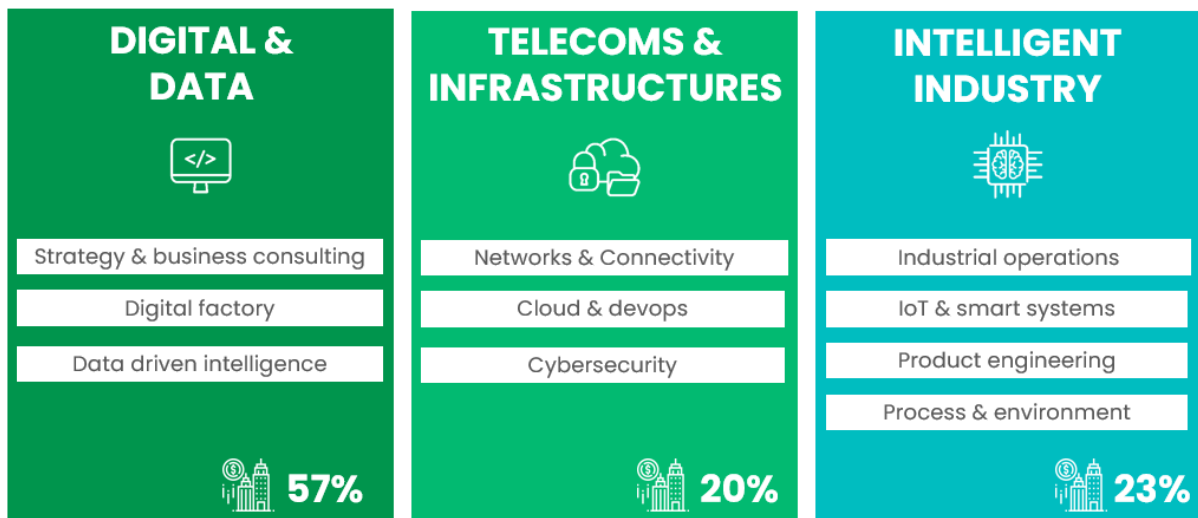 DIGITAL &
DATA
</>
Strategy & business consulting
Digital factory
Data driven intelligence
$ 57%
TELECOMS &
INFRASTRUCTURES
Networks & Connectivity
Cloud & devops
Cybersecurity
$ 20%
INTELLIGENT
INDUSTRY
Industrial operations
IoT & smart systems
Product engineering
Process & environment
$ 23%